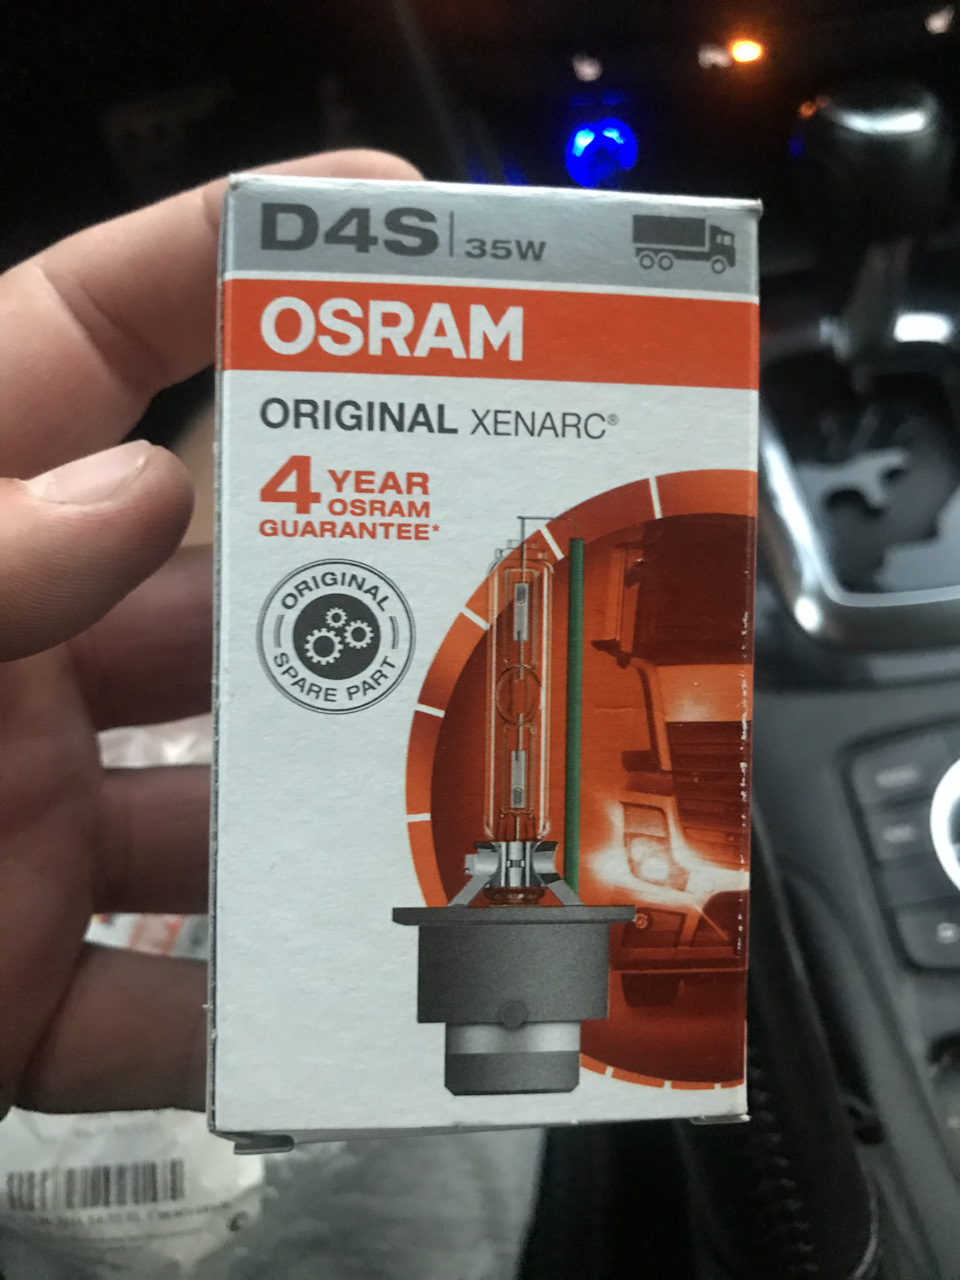 D4S | 35W
OSRAM
ORIGINAL XENARC®
4 YEAR
OSRAM
GUARANTEE*
ORIGINAL
SPARE PART